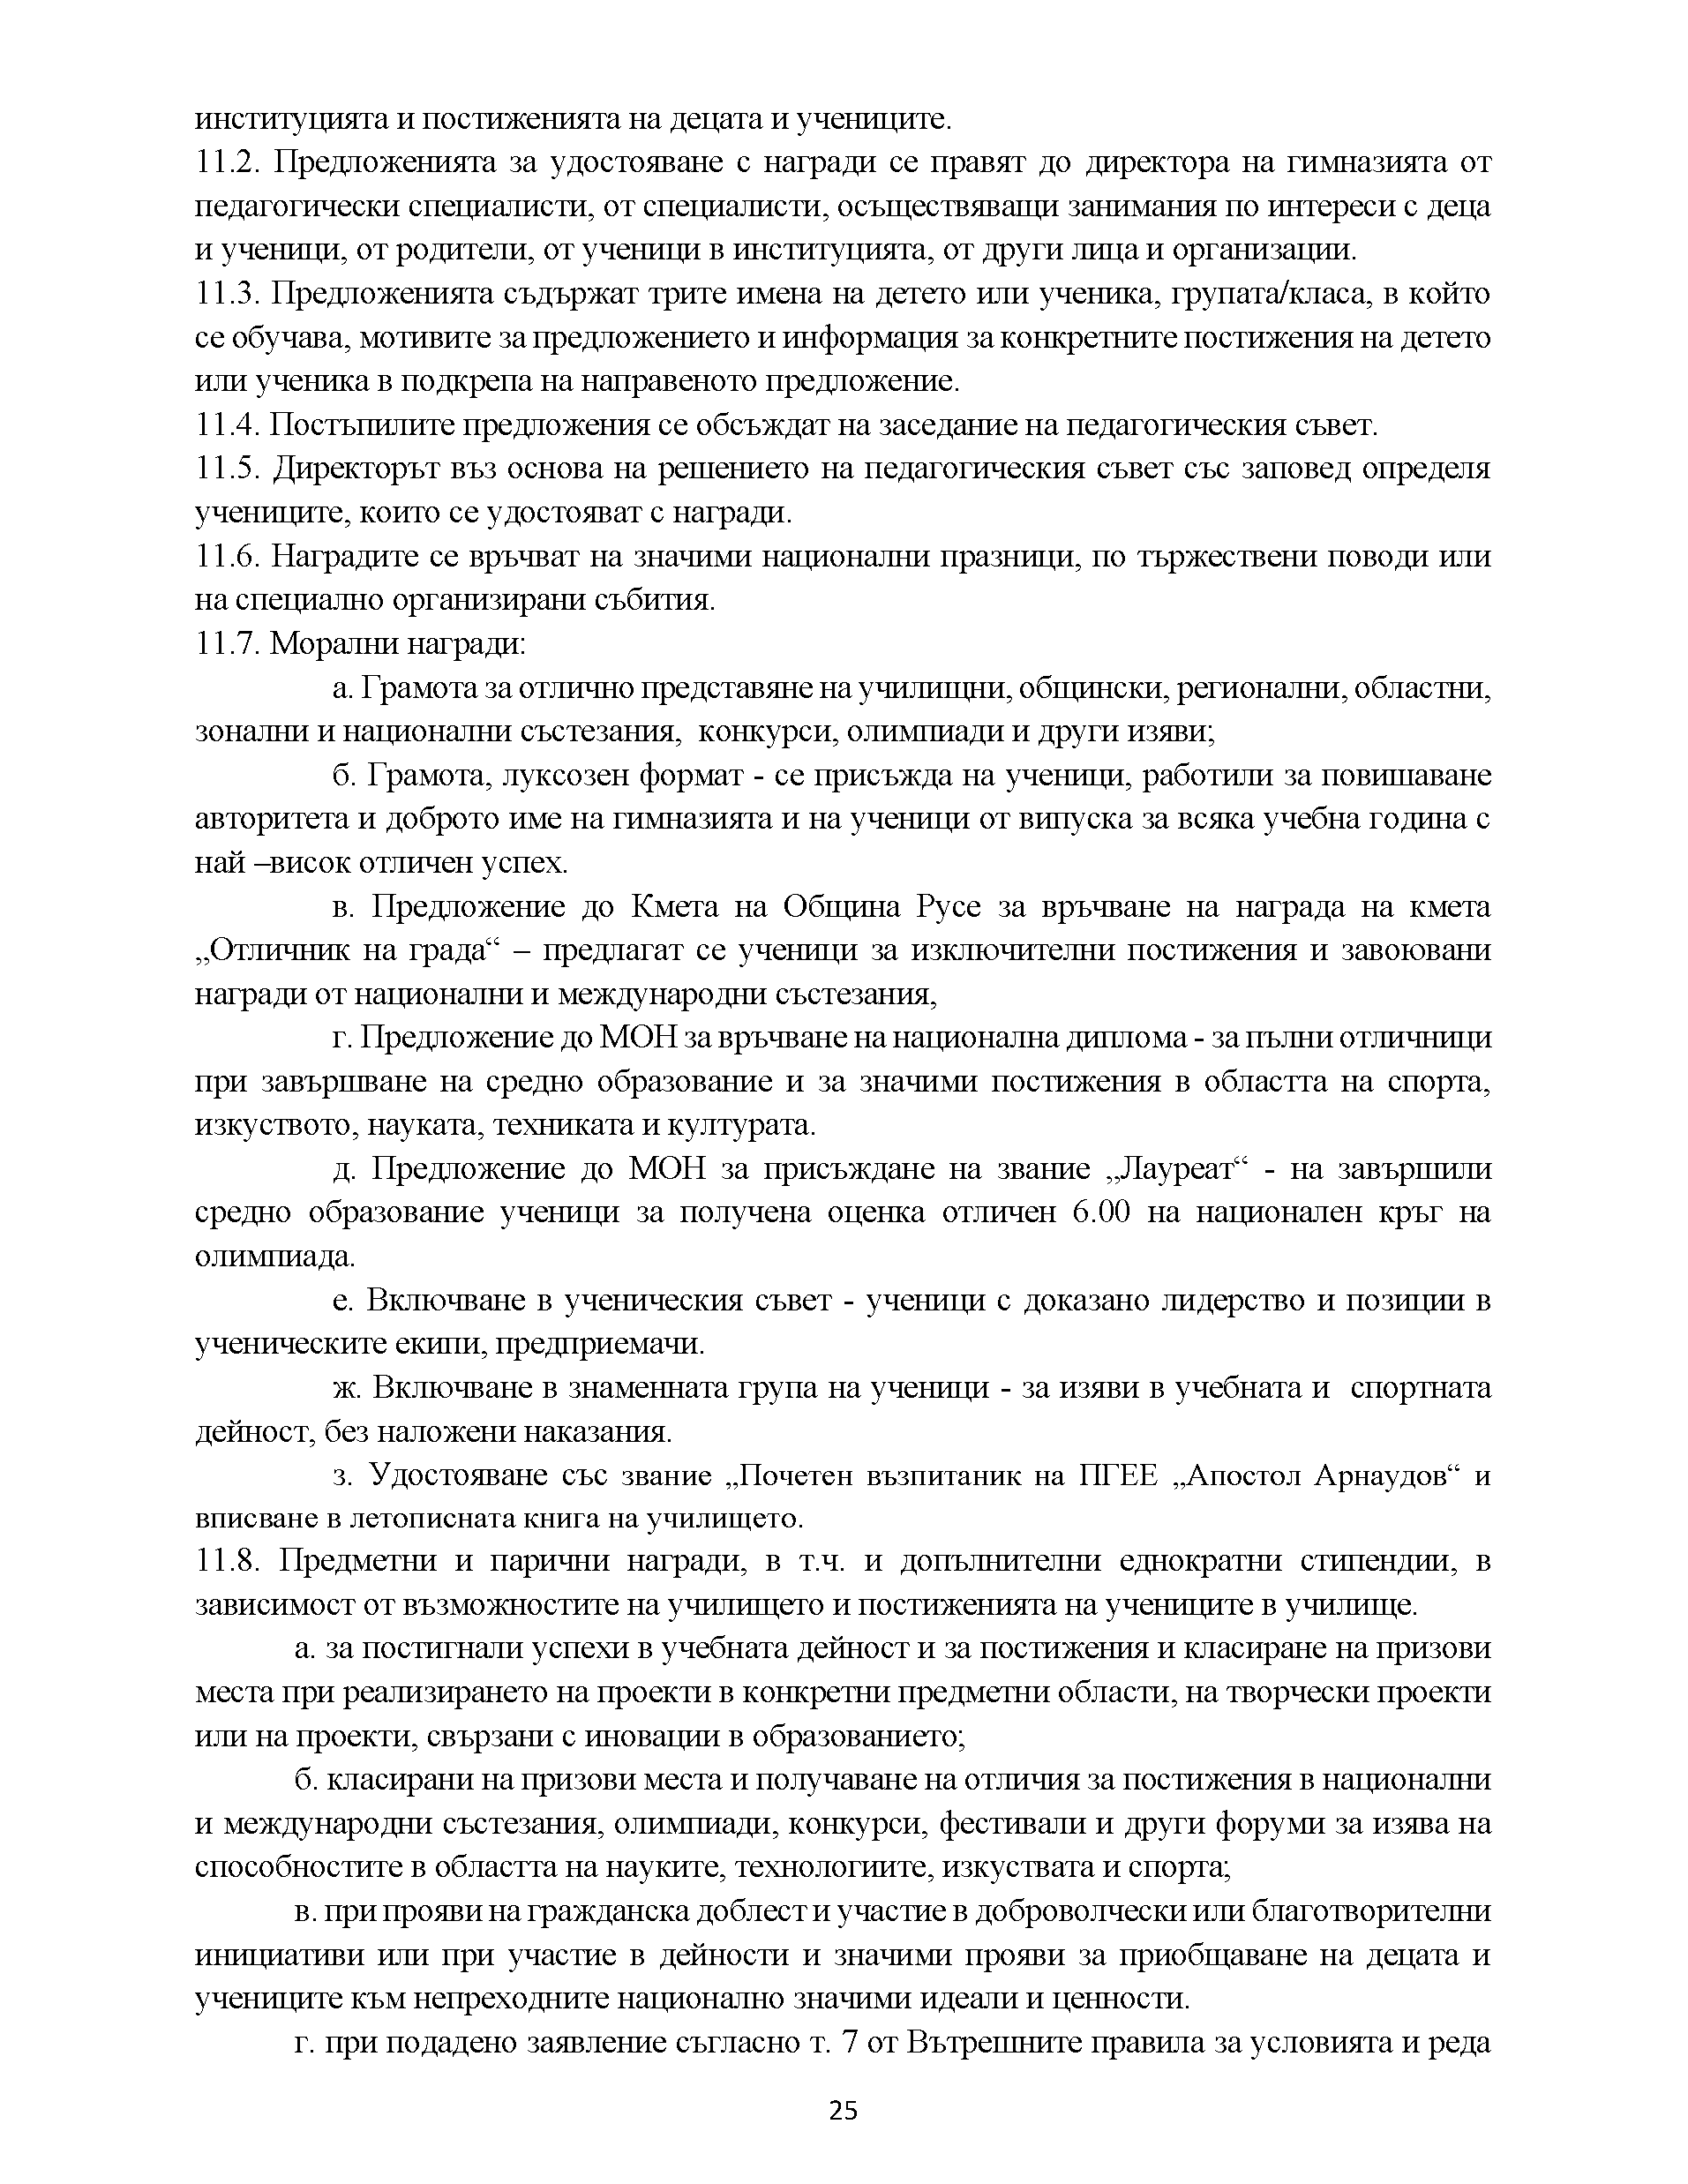 институцията и постиженията на децата и учениците.
11.2. Предложенията за удостояване с награди се правят до директора на гимназията от
педагогически специалисти, от специалисти, осъществяващи занимания по интереси с деца
и ученици, от родители, от ученици в институцията, от други лица и организации.
11.3. Предложенията съдържат трите имена на детето или ученика, групата/класа, в който
се обучава, мотивите за предложението и информация за конкретните постижения на детето
или ученика в подкрепа на направеното предложение.
11.4. Постъпилите предложения се обсъждат на заседание на педагогическия съвет.
11.5. Директорът въз основа на решението на педагогическия съвет със заповед определя
учениците, които се удостояват с награди.
11.6. Наградите се връчват на значими национални празници, по тържествени поводи или
на специално организирани събития.
11.7. Морални награди:
а. Грамота за отлично представяне на училищни, общински, регионални, областни,
зонални и национални състезания,  конкурси, олимпиади и други изяви;
б. Грамота, луксозен формат - се присъжда на ученици, работили за повишаване
авторитета и доброто име на гимназията и на ученици от випуска за всяка учебна година с
най –висок отличен успех.
в. Предложение до Кмета на Община Русе за връчване на награда на кмета
„Отличник на града“ – предлагат се ученици за изключителни постижения и завоювани
награди от национални и международни състезания,
г. Предложение до МОН за връчване на национална диплома - за пълни отличници
при завършване на средно образование и за значими постижения в областта на спорта,
изкуството, науката, техниката и културата.
д. Предложение до МОН за присъждане на звание „Лауреат“ - на завършили
средно образование ученици за получена оценка отличен 6.00 на национален кръг на
олимпиада.
е. Включване в ученическия съвет - ученици с доказано лидерство и позиции в
ученическите екипи, предприемачи.
ж. Включване в знаменната група на ученици - за изяви в учебната и  спортната
дейност, без наложени наказания.
з. Удостояване със звание „Почетен възпитаник на ПГЕЕ „Апостол Арнаудов“ и
вписване в летописната книга на училището.
11.8. Предметни и парични награди, в т.ч. и допълнителни еднократни стипендии, в
зависимост от възможностите на училището и постиженията на учениците в училище.
а. за постигнали успехи в учебната дейност и за постижения и класиране на призови
места при реализирането на проекти в конкретни предметни области, на творчески проекти
или на проекти, свързани с иновации в образованието;
б. класирани на призови места и получаване на отличия за постижения в национални
и международни състезания, олимпиади, конкурси, фестивали и други форуми за изява на
способностите в областта на науките, технологиите, изкуствата и спорта;
в. при прояви на гражданска доблест и участие в доброволчески или благотворителни
инициативи или при участие в дейности и значими прояви за приобщаване на децата и
учениците към непреходните национално значими идеали и ценности.
г. при подадено заявление съгласно т. 7 от Вътрешните правила за условията и реда
25